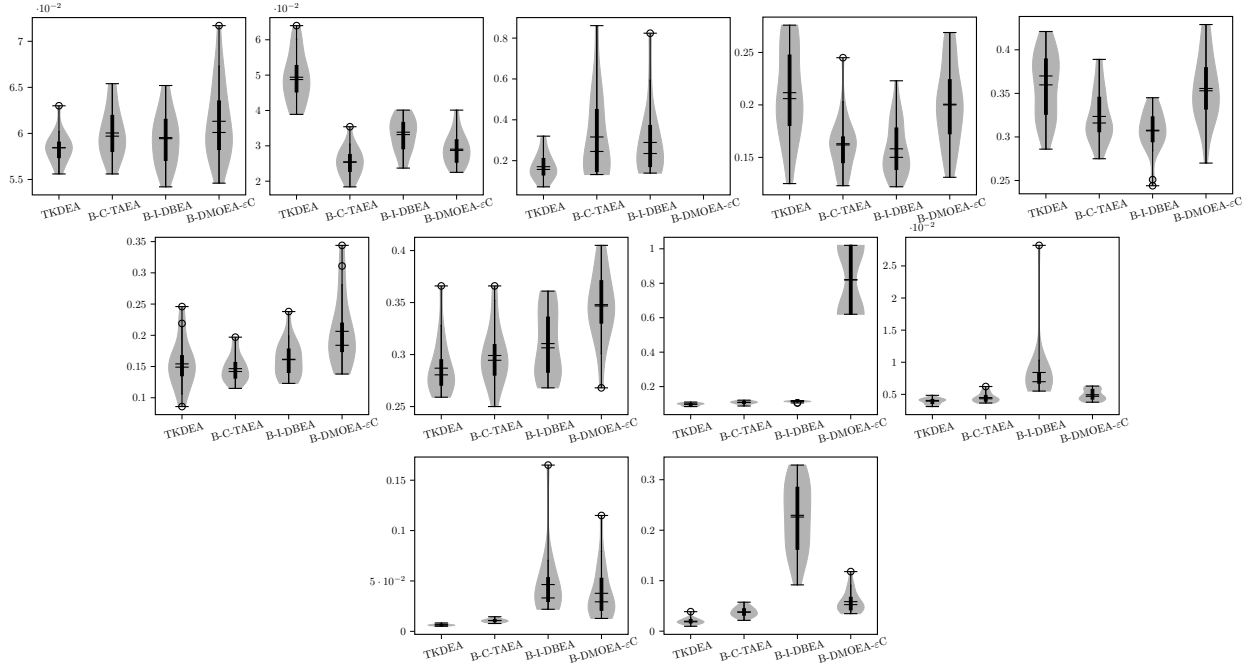 ·10⁻² ·10⁻²
7 6.5 6 5.5
TKDEA B-C-TAEA B-I-DBEA B-DMOEA-εC
6 5 4 3 2
TKDEA B-C-TAEA B-I-DBEA B-DMOEA-εC
0.8 0.6 0.4 0.2
TKDEA B-C-TAEA B-I-DBEA B-DMOEA-εC
0.25 0.2 0.15
TKDEA B-C-TAEA B-I-DBEA B-DMOEA-εC
0.4 0.35 0.3 0.25
TKDEA B-C-TAEA B-I-DBEA B-DMOEA-εC
0.35 0.3 0.25 0.2 0.15 0.1
TKDEA B-C-TAEA B-I-DBEA B-DMOEA-εC
0.4 0.35 0.3 0.25
TKDEA B-C-TAEA B-I-DBEA B-DMOEA-εC
1 0.8 0.6 0.4 0.2
TKDEA B-C-TAEA B-I-DBEA B-DMOEA-εC
·10⁻²
2.5 2 1.5 1 0.5
TKDEA B-C-TAEA B-I-DBEA B-DMOEA-εC
0.15 0.1 5·10⁻² 0
TKDEA B-C-TAEA B-I-DBEA B-DMOEA-εC
0.3 0.2 0.1 0
TKDEA B-C-TAEA B-I-DBEA B-DMOEA-εC